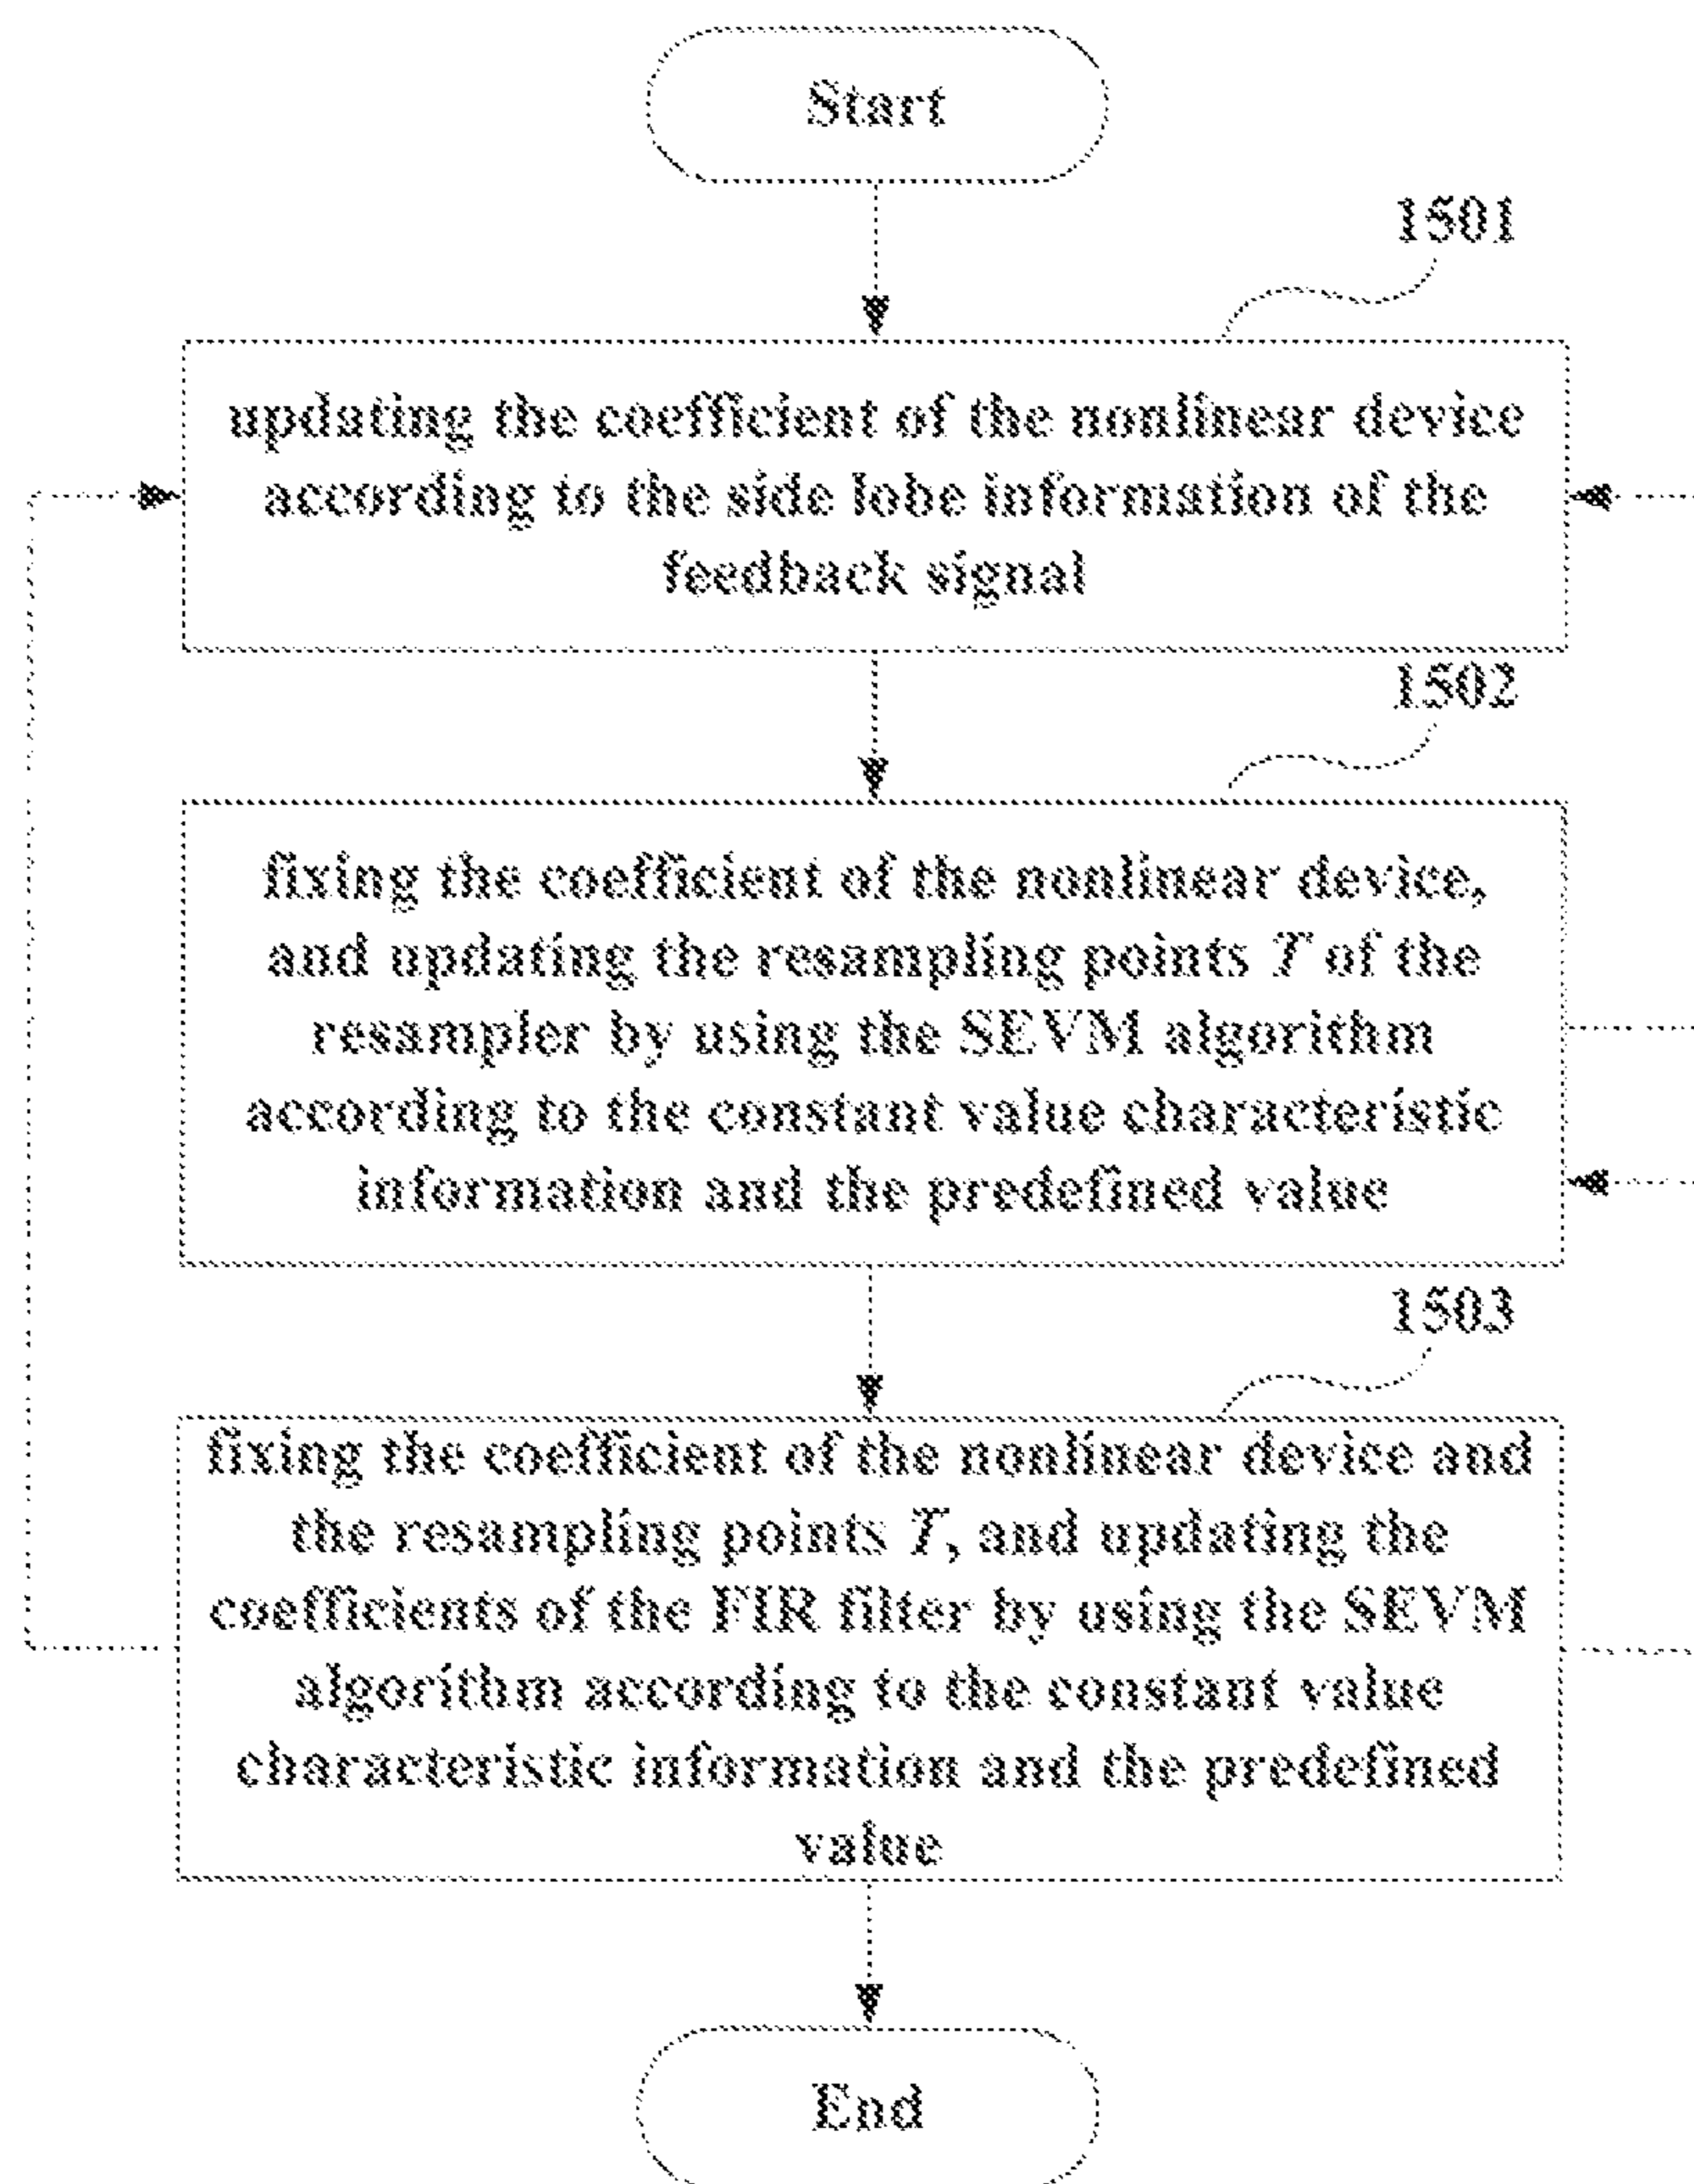 Start
1501
updating the coefficient of the nonlinear device
according to the side lobe information of the
feedback signal
1502
fixing the coefficient of the nonlinear device,
and updating the resampling points T of the
resampler by using the SEVM algorithm
according to the constant value characteristic
information and the predefined value
1503
fixing the coefficient of the nonlinear device and
the resampling points T, and updating the
coefficients of the FIR filter by using the SEVM
algorithm according to the constant value
characteristic information and the predefined
value
End